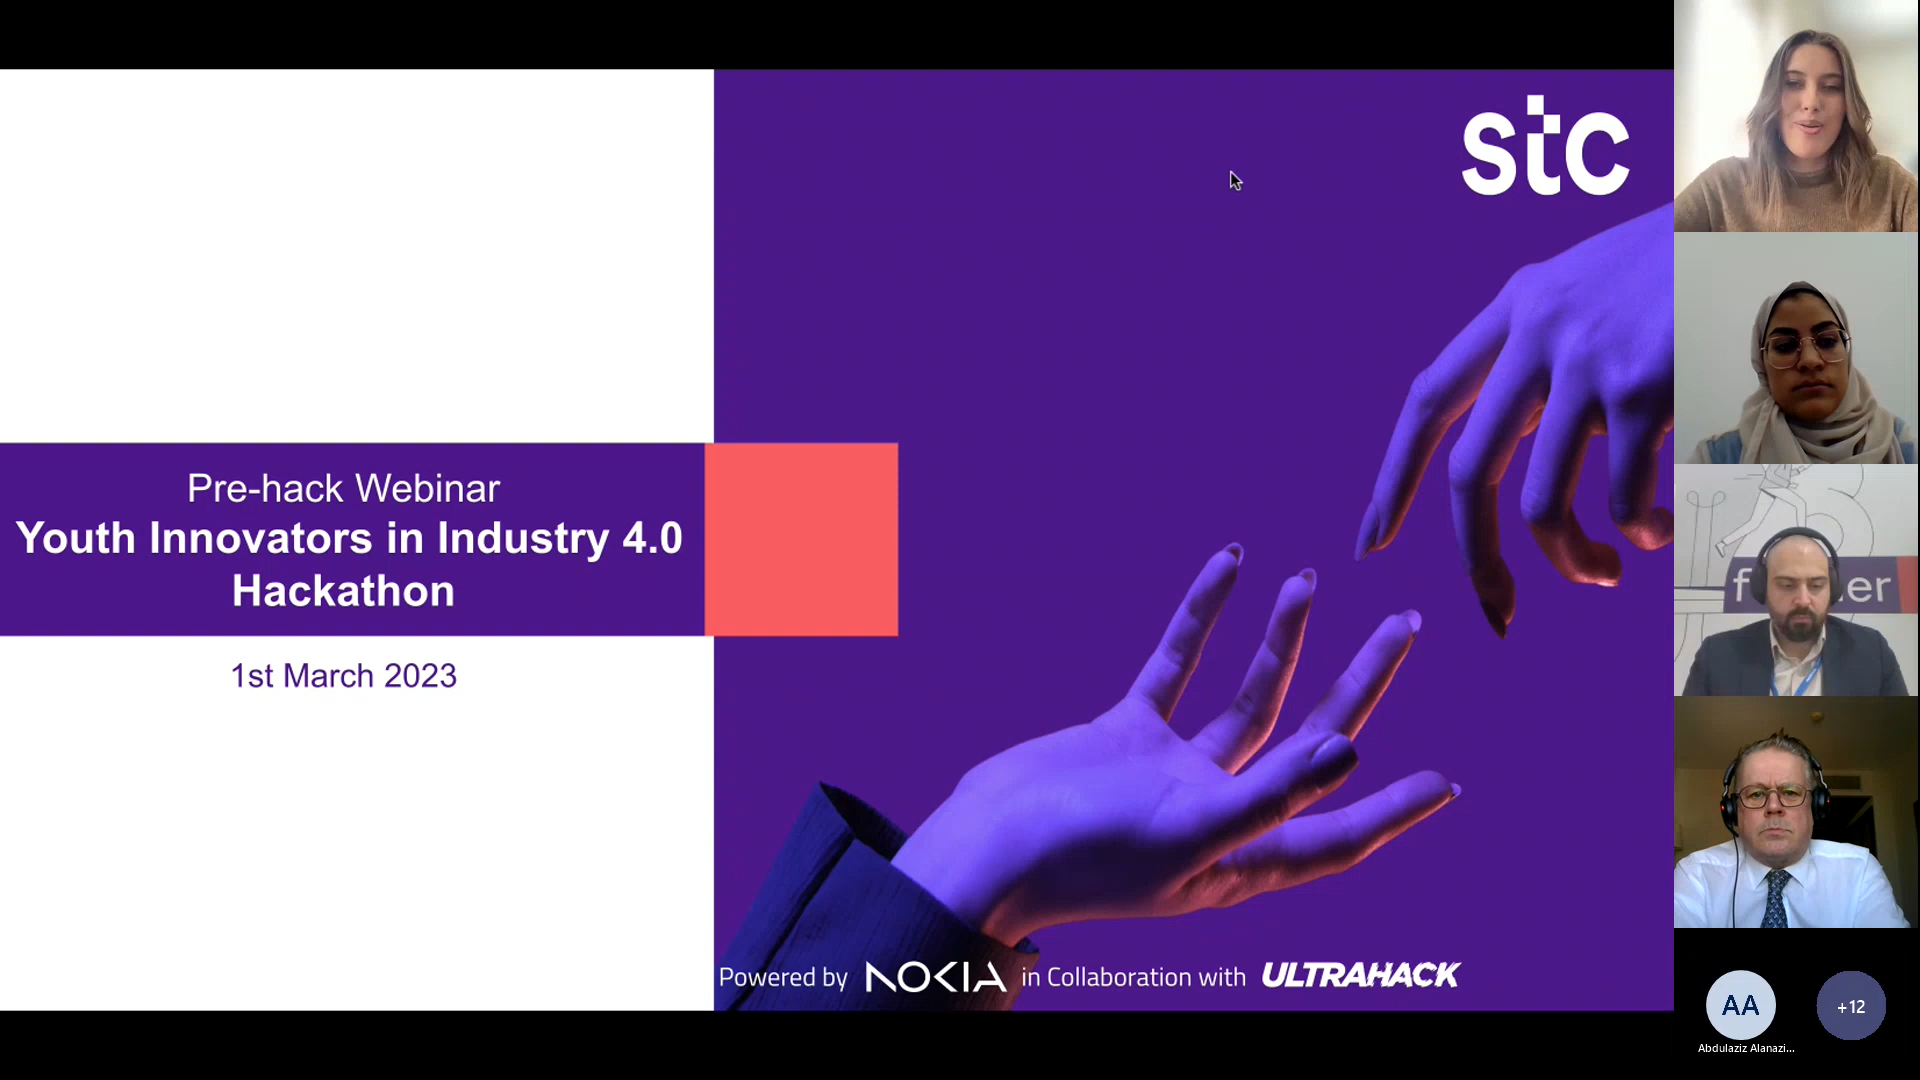 stc
Pre-hack Webinar
Youth Innovators in Industry 4.0
Hackathon
1st March 2023
Powered by NOKIA in Collaboration with ULTRAHACK
AA
+12
Abdulaziz Alanazi...